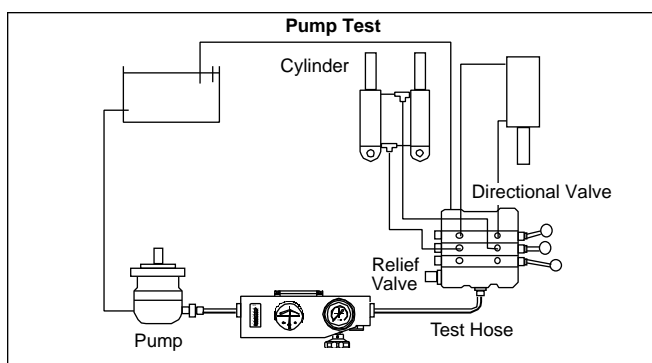 Pump Test
Cylinder
Directional Valve
Relief
Valve
Test Hose
Pump